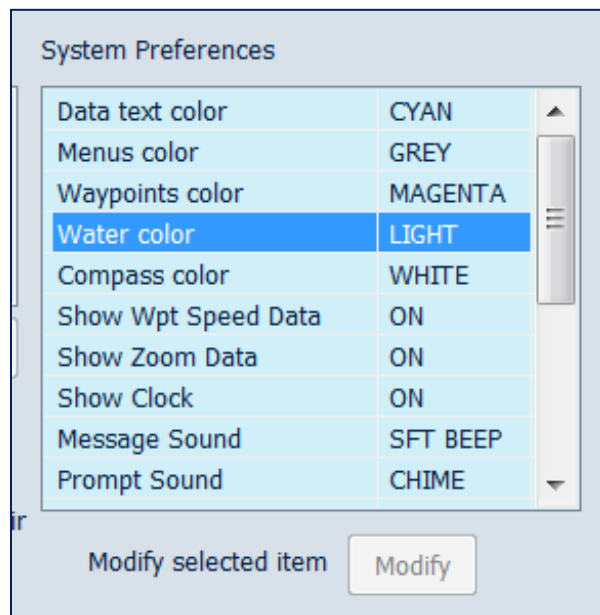 System Preferences
Data text color CYAN
Menus color GREY
Waypoints color MAGENTA
Water color LIGHT
Compass color WHITE
Show Wpt Speed Data ON
Show Zoom Data ON
Show Clock ON
Message Sound SFT BEEP
Prompt Sound CHIME
ir
Modify selected item Modify